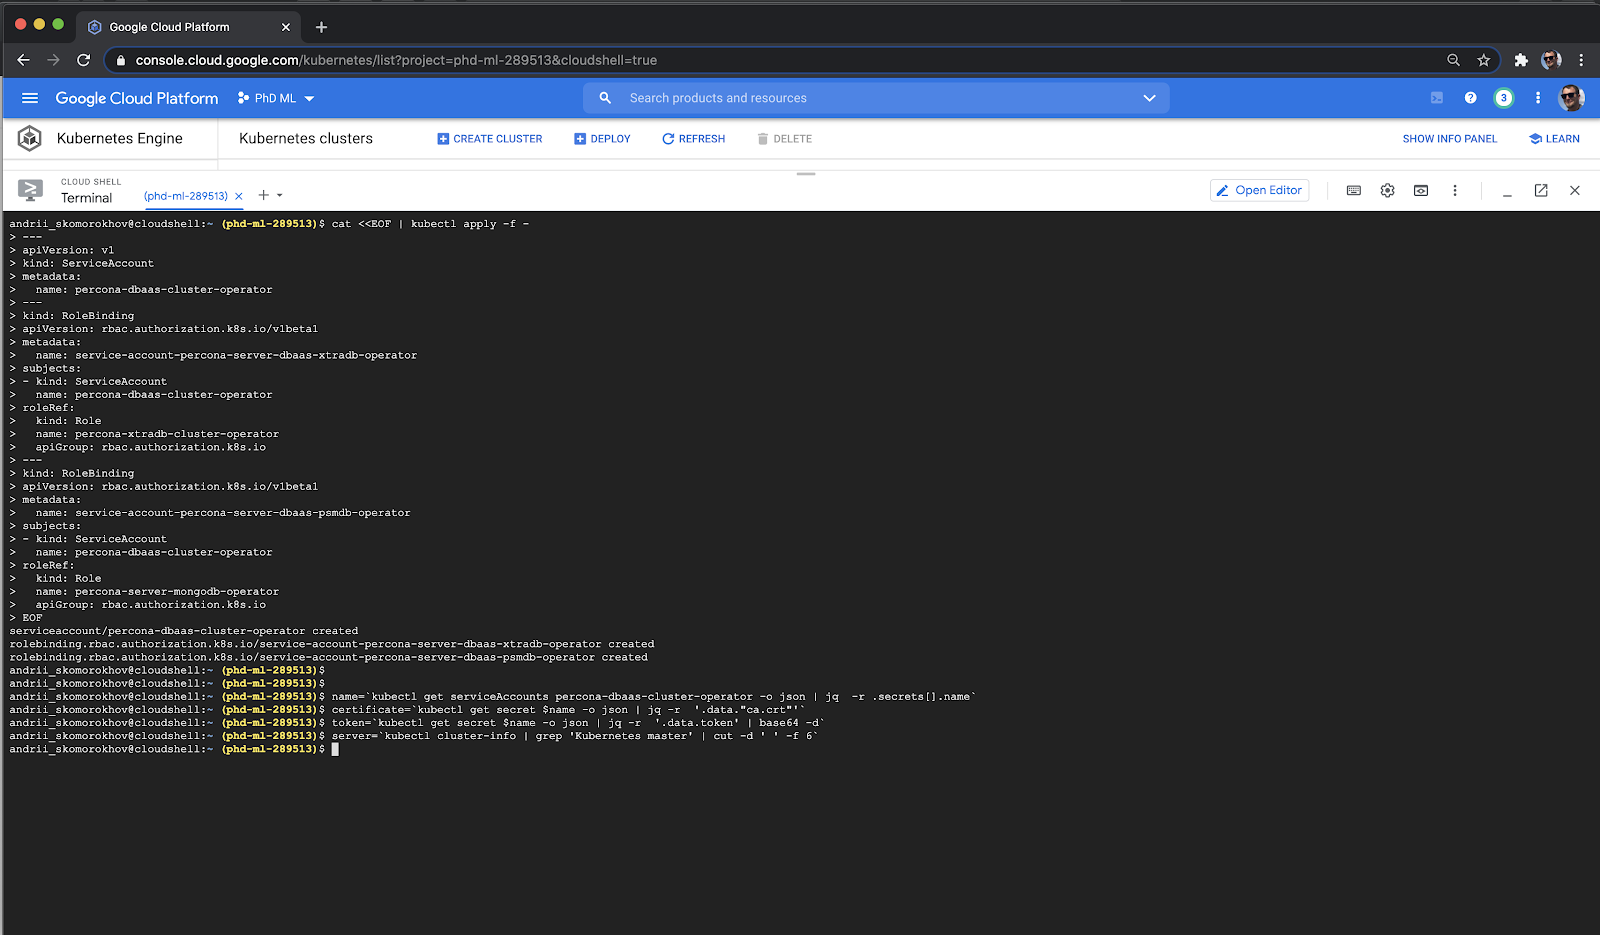 Google Cloud Platform
console.cloud.google.com/kubernetes/list?project=phd-ml-289513&cloudshell=true
Google Cloud Platform PhD ML Search products and resources 3
Kubernetes Engine Kubernetes clusters CREATE CLUSTER DEPLOY REFRESH DELETE SHOW INFO PANEL LEARN
CLOUD SHELL
Terminal (phd-ml-289513) Open Editor
andrii_skomorokhov@cloudshell:~ (phd-ml-289513)$ cat <<EOF | kubectl apply -f -
> ---
> apiVersion: v1
> kind: ServiceAccount
> metadata:
>   name: percona-dbaas-cluster-operator
> ---
> kind: RoleBinding
> apiVersion: rbac.authorization.k8s.io/v1beta1
> metadata:
>   name: service-account-percona-server-dbaas-xtradb-operator
> subjects:
> - kind: ServiceAccount
>   name: percona-dbaas-cluster-operator
> roleRef:
>   kind: Role
>   name: percona-xtradb-cluster-operator
>   apiGroup: rbac.authorization.k8s.io
> ---
> kind: RoleBinding
> apiVersion: rbac.authorization.k8s.io/v1beta1
> metadata:
>   name: service-account-percona-server-dbaas-psmdb-operator
> subjects:
> - kind: ServiceAccount
>   name: percona-dbaas-cluster-operator
> roleRef:
>   kind: Role
>   name: percona-server-mongodb-operator
>   apiGroup: rbac.authorization.k8s.io
> EOF
serviceaccount/percona-dbaas-cluster-operator created
rolebinding.rbac.authorization.k8s.io/service-account-percona-server-dbaas-xtradb-operator created
rolebinding.rbac.authorization.k8s.io/service-account-percona-server-dbaas-psmdb-operator created
andrii_skomorokhov@cloudshell:~ (phd-ml-289513)$
andrii_skomorokhov@cloudshell:~ (phd-ml-289513)$
andrii_skomorokhov@cloudshell:~ (phd-ml-289513)$ name=`kubectl get serviceAccounts percona-dbaas-cluster-operator -o json | jq  -r .secrets[].name`
andrii_skomorokhov@cloudshell:~ (phd-ml-289513)$ certificate=`kubectl get secret $name -o json | jq -r  '.data."ca.crt"'`
andrii_skomorokhov@cloudshell:~ (phd-ml-289513)$ token=`kubectl get secret $name -o json | jq -r  '.data.token' | base64 -d`
andrii_skomorokhov@cloudshell:~ (phd-ml-289513)$ server=`kubectl cluster-info | grep 'Kubernetes master' | cut -d ' ' -f 6`
andrii_skomorokhov@cloudshell:~ (phd-ml-289513)$